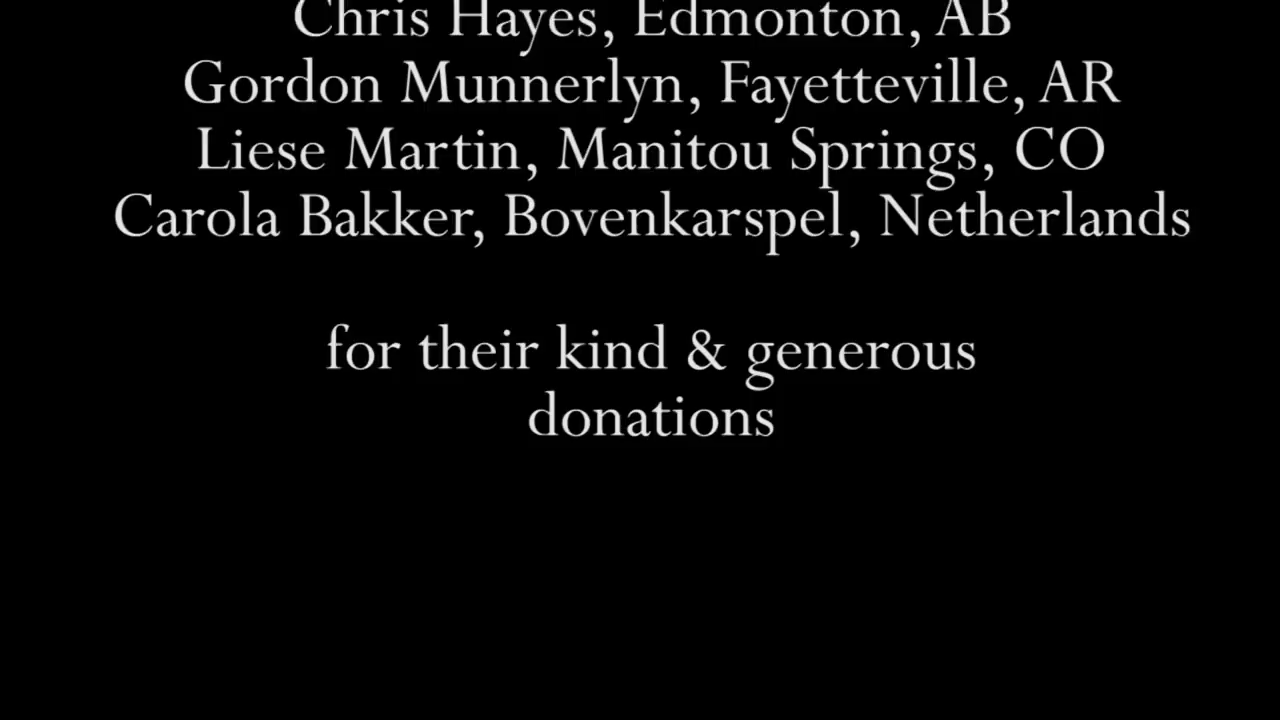 Chris Hayes, Edmonton, AB
Gordon Munnerlyn, Fayetteville, AR
Liese Martin, Manitou Springs, CO
Carola Bakker, Bovenkarspel, Netherlands
for their kind & generous
donations